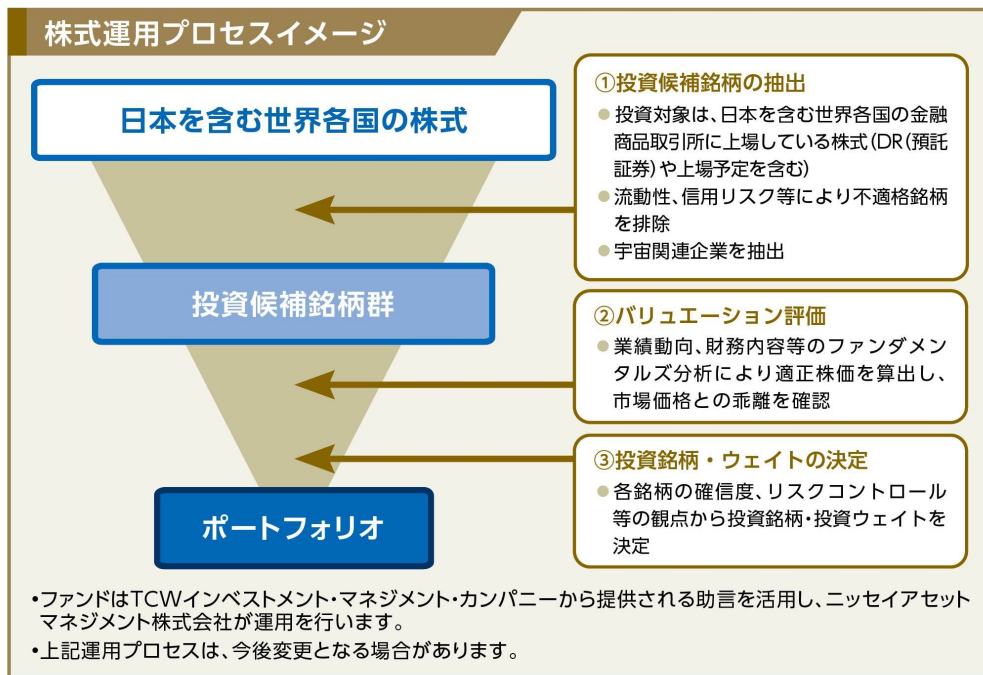 株式運用プロセスイメージ
日本を含む世界各国の株式
①投資候補銘柄の抽出
●投資対象は、日本を含む世界各国の金融
商品取引所に上場している株式(DR(預託
証券)や上場予定を含む)
●流動性、信用リスク等により不適格銘柄
を排除
●宇宙関連企業を抽出
投資候補銘柄群
②バリュエーション評価
●業績動向、財務内容等のファンダメン
タルズ分析により適正株価を算出し、
市場価格との乖離を確認
③投資銘柄・ウェイトの決定
●各銘柄の確信度、リスクコントロール
等の観点から投資銘柄・投資ウェイトを
決定
ポートフォリオ
•ファンドはTCWインベストメント・マネジメント・カンパニーから提供される助言を活用し、ニッセイアセット
マネジメント株式会社が運用を行います。
•上記運用プロセスは、今後変更となる場合があります。